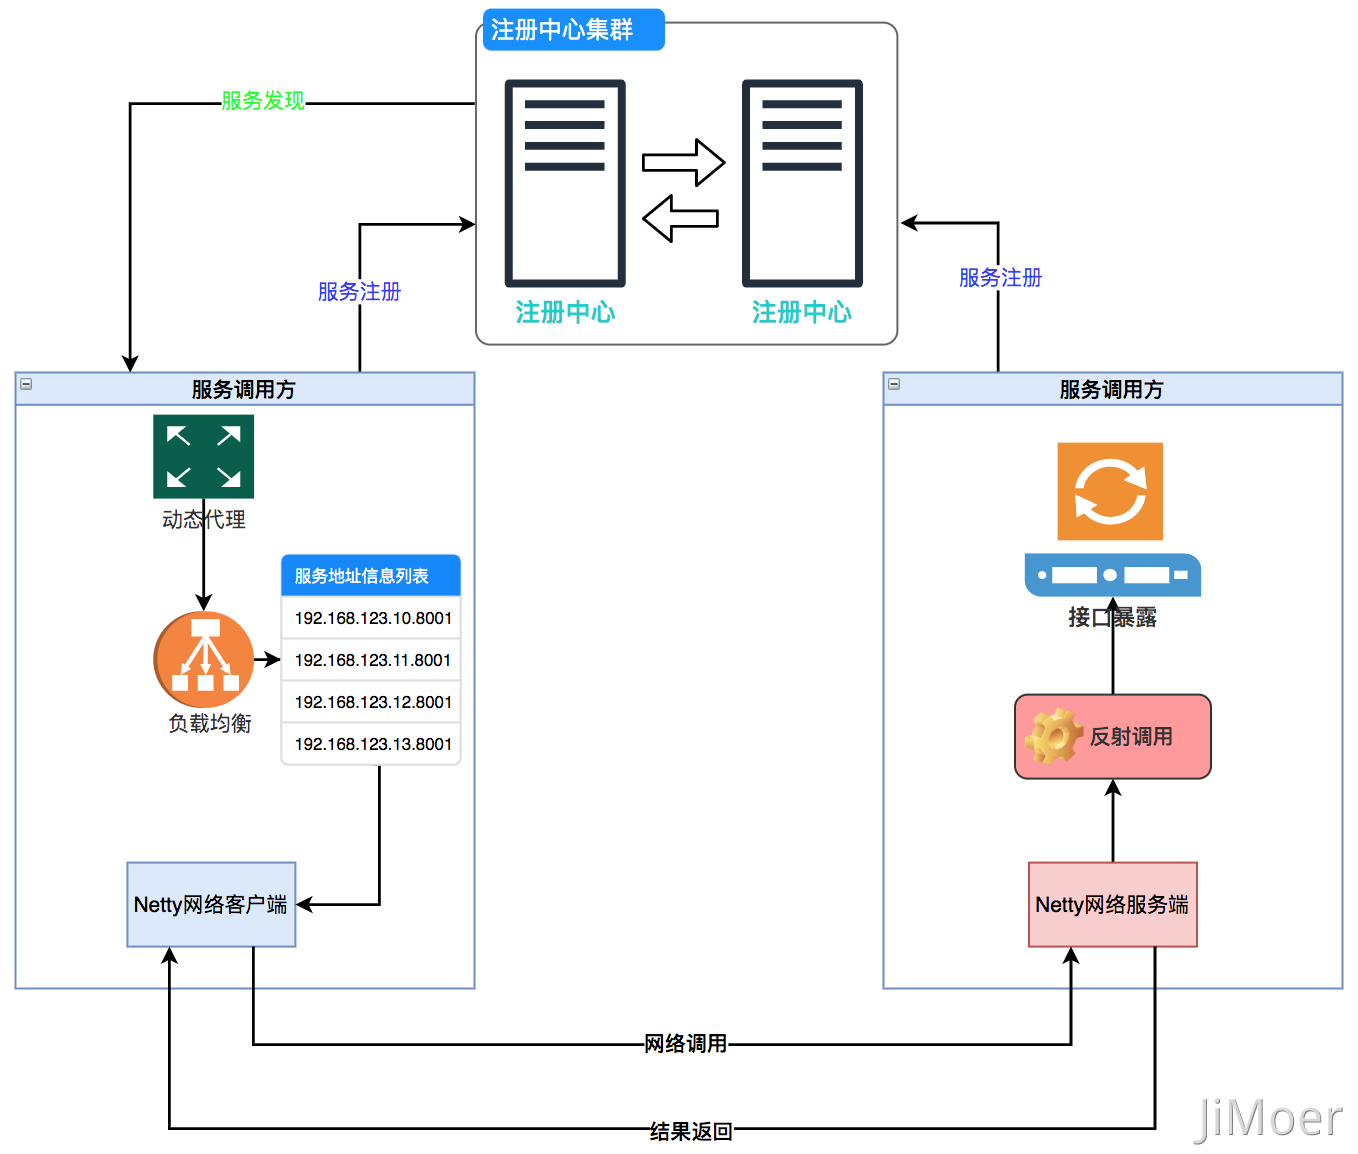 注册中心集群
服务发现
服务注册
服务注册
注册中心
注册中心
服务调用方
动态代理
服务地址信息列表
192.168.123.10.8001
192.168.123.11.8001
192.168.123.12.8001
192.168.123.13.8001
负载均衡
Netty网络客户端
服务调用方
接口暴露
反射调用
Netty网络服务端
网络调用
结果返回
JiMoer